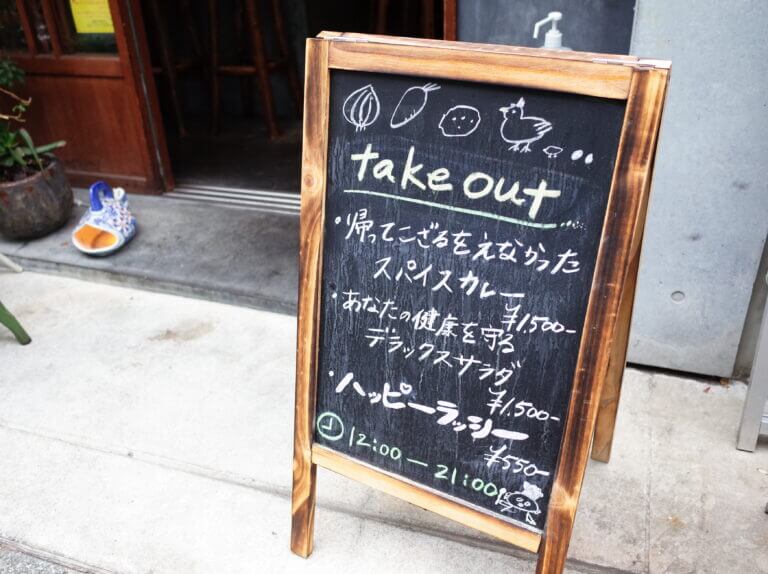 take out
・帰ってこざるをえなかった
スパイスカレー
¥1,500-
・あなたの健康を守る
デラックスサラダ
¥1,500-
・ハッピーラッシー
¥550-
12:00 — 21:00